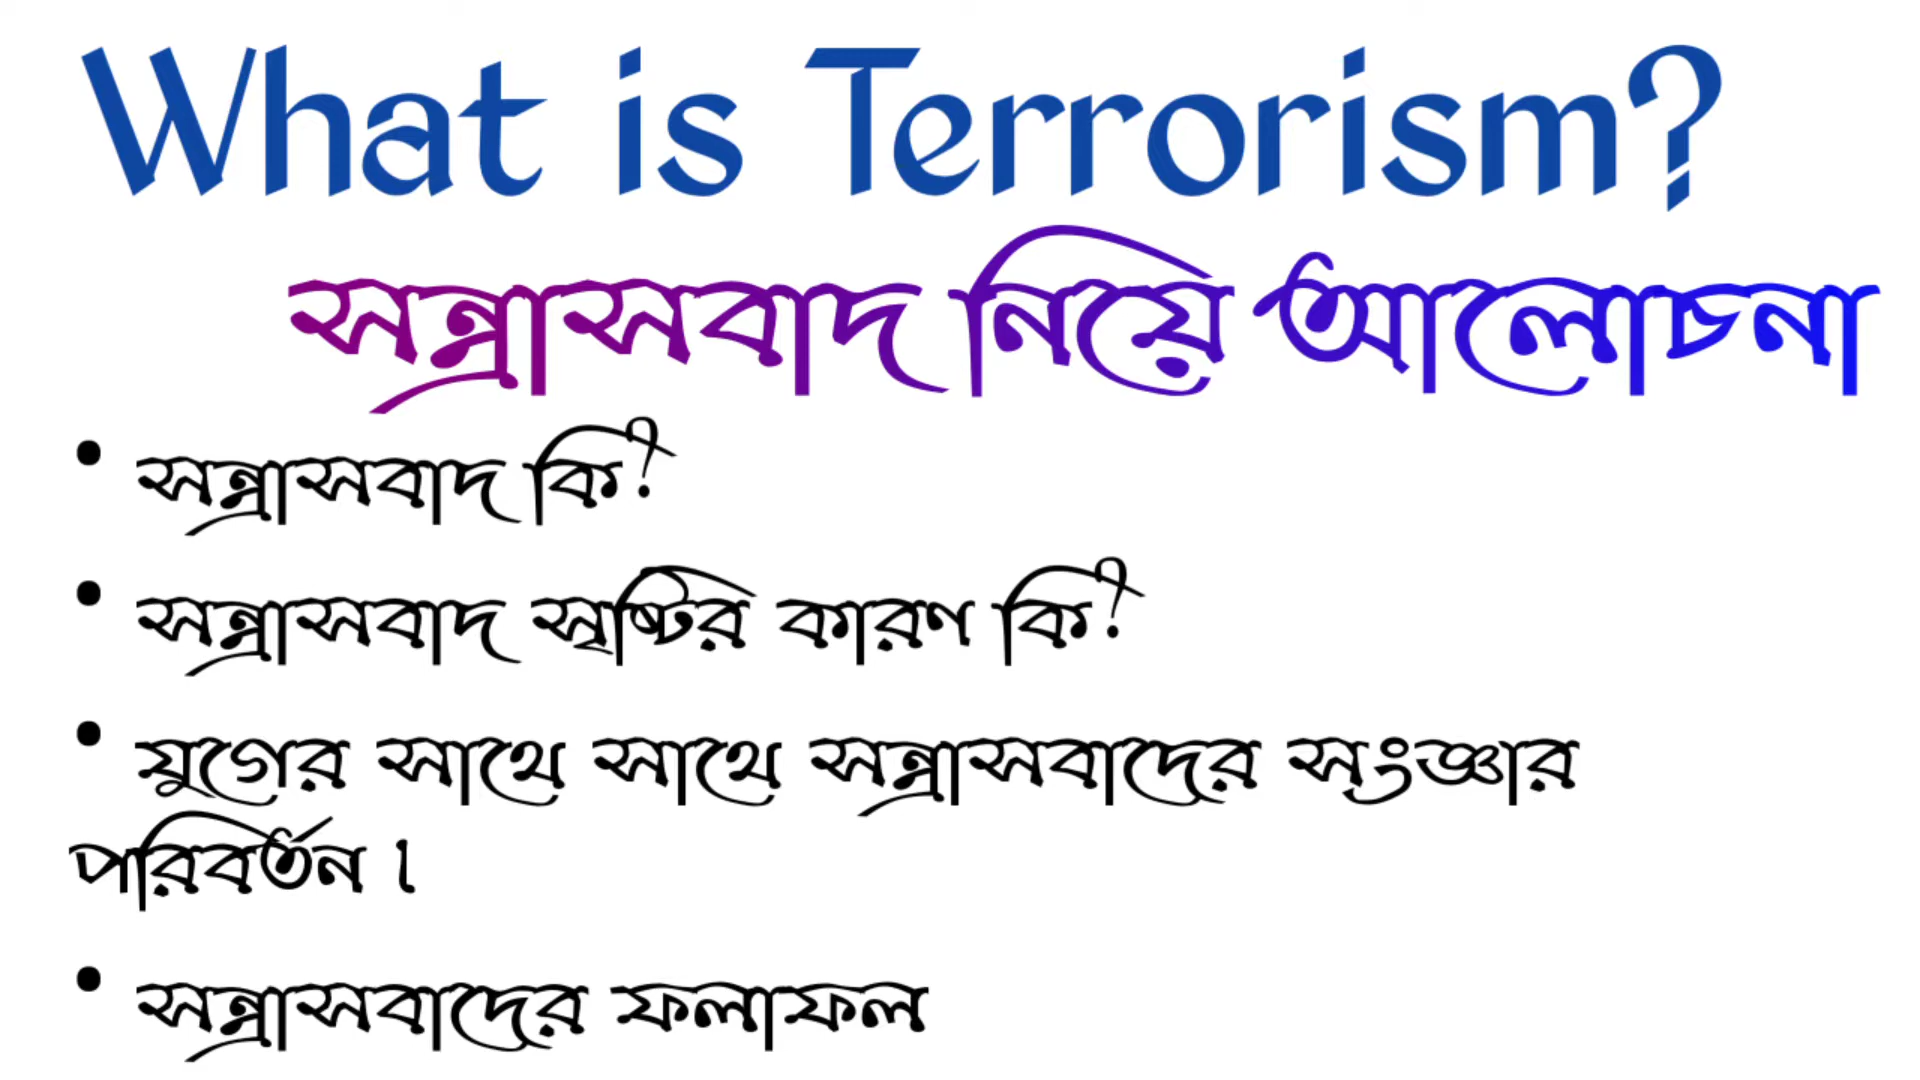 What is Terrorism?
সন্ত্রাসবাদ নিয়ে আলোচনা
• সন্ত্রাসবাদ কি?
• সন্ত্রাসবাদ সৃষ্টির কারণ কি?
• যুগের সাথে সাথে সন্ত্রাসবাদের সংজ্ঞার
পরিবর্তন ।
• সন্ত্রাসবাদের ফলাফল